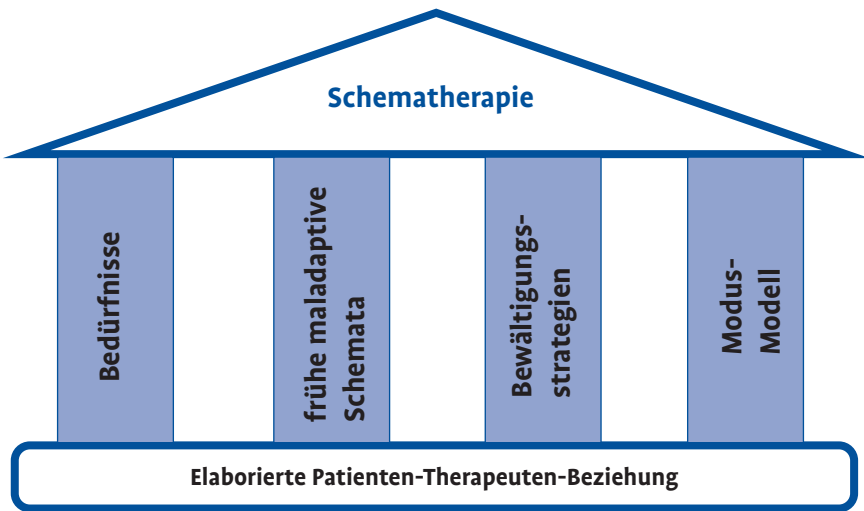 Schematherapie
Bedürfnisse
frühe maladaptive
Schemata
Bewältigungs-
strategien
Modus-
Modell
Elaborierte Patienten-Therapeuten-Beziehung